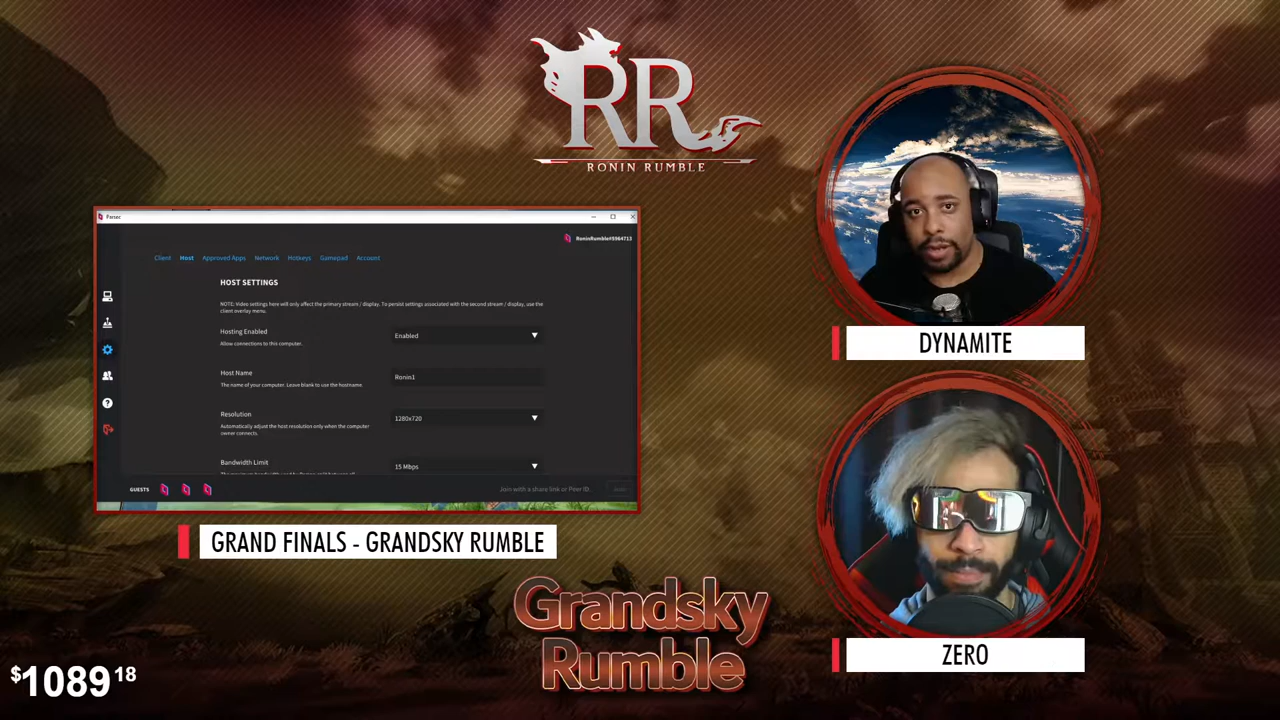 RR
RONIN RUMBLE
Parsec
RoninRumble#9964713
Client Host Approved Apps Network Hotkeys Gamepad Account
HOST SETTINGS
NOTE: Video settings here will only affect the primary stream / display. To persist settings associated with the second stream / display, use the
client overlay menu.
Hosting Enabled
Allow connections to this computer.
Enabled
Host Name
The name of your computer. Leave blank to use the hostname.
Ronin1
Resolution
Automatically adjust the host resolution only when the computer
owner connects.
1280x720
Bandwidth Limit
15 Mbps
GUESTS
Join with a share link or Peer ID.
DYNAMITE
GRAND FINALS - GRANDSKY RUMBLE
Grandsky
Rumble
ZERO
$1089 18